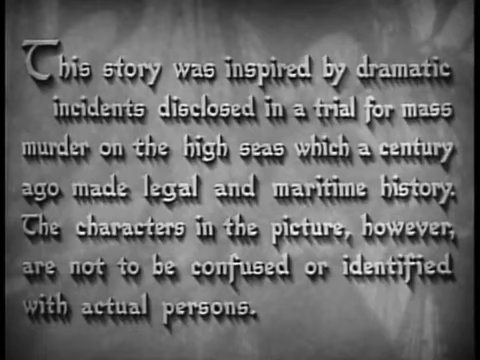 This story was inspired by dramatic
incidents disclosed in a trial for mass
murder on the high seas which a century
ago made legal and maritime history.
The characters in the picture, however,
are not to be confused or identified
with actual persons.